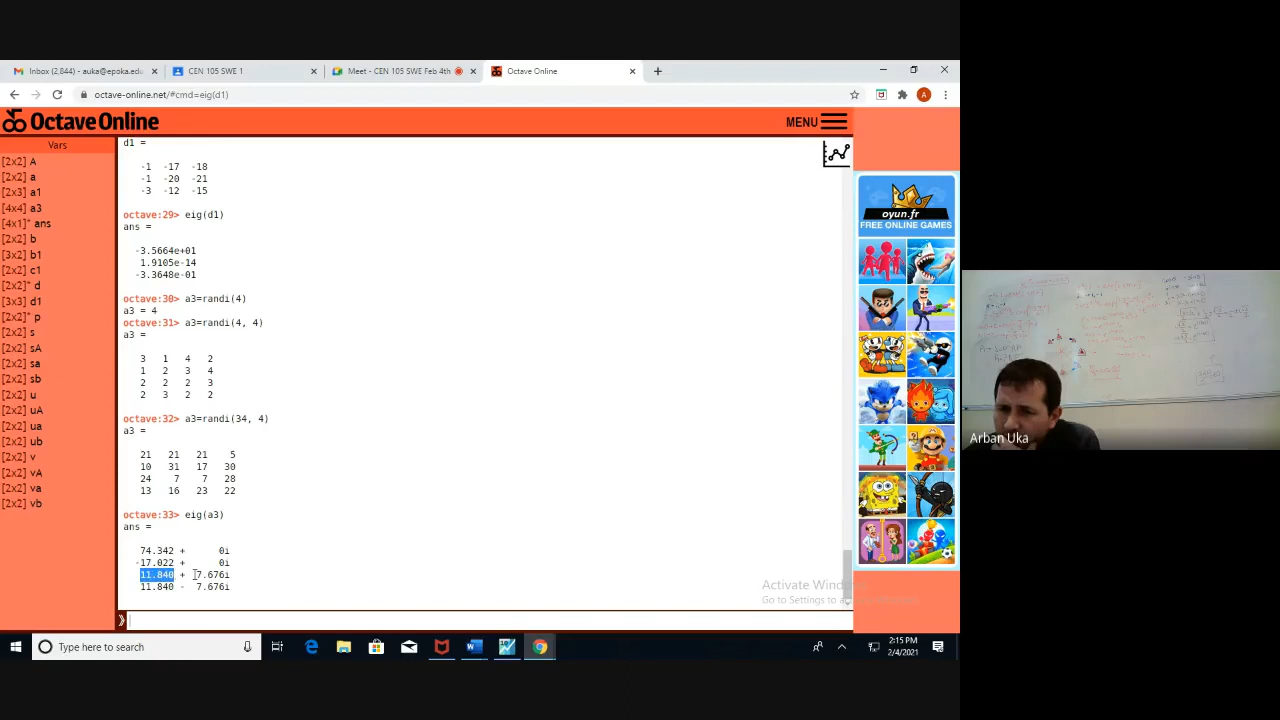 Inbox (2,844) - auka@epoka.edu
CEN 105 SWE 1
Meet - CEN 105 SWE Feb 4th
Octave Online
octave-online.net/#cmd=eig(d1)
A
Octave Online
MENU
Vars
[2x2] A
[2x2] a
[2x3] a1
[4x4] a3
[4x1]* ans
[2x2] b
[3x2] b1
[2x2] c1
[2x2]* d
[3x3] d1
[2x2]* p
[2x2] s
[2x2] sA
[2x2] sa
[2x2] sb
[2x2] u
[2x2] uA
[2x2] ua
[2x2] ub
[2x2] v
[2x2] vA
[2x2] va
[2x2] vb
d1 =
-1 -17 -18
-1 -20 -21
-3 -12 -15
octave:29> eig(d1)
ans =
-3.5664e+01
1.9105e-14
-3.3648e-01
octave:30> a3=randi(4)
a3 = 4
octave:31> a3=randi(4, 4)
a3 =
3 1 4 2
1 2 3 4
2 2 2 3
2 3 2 2
octave:32> a3=randi(34, 4)
a3 =
21 21 21 5
10 31 17 30
24 7 7 28
13 16 23 22
octave:33> eig(a3)
ans =
74.342 + 0i
-17.022 + 0i
11.840 + 7.676i
11.840 - 7.676i
oyun.fr
FREE ONLINE GAMES
Arban Uka
Activate Windows
Type here to search
2:15 PM
2/4/2021